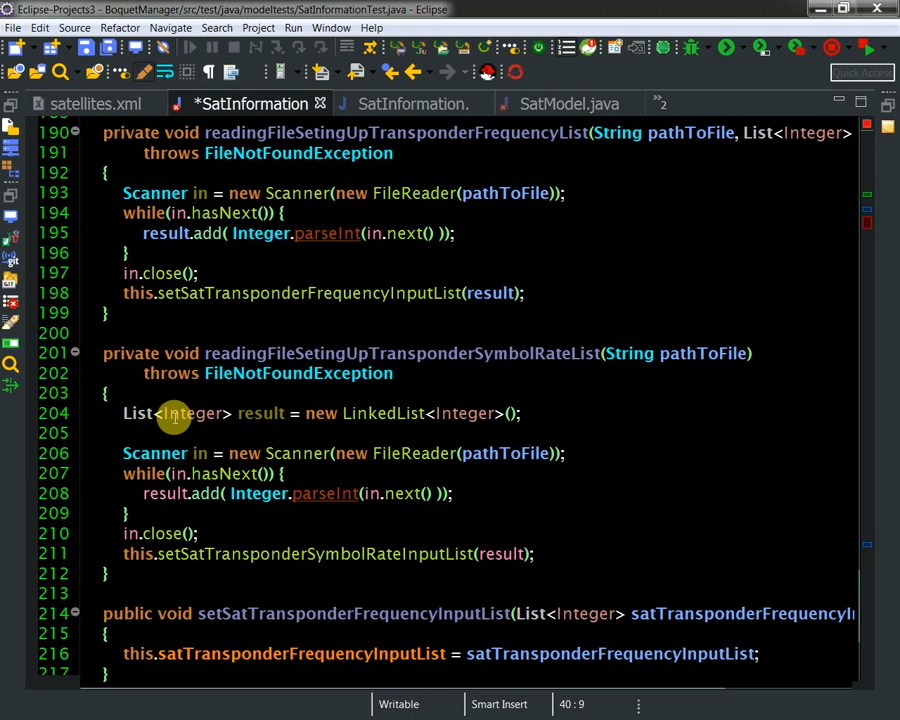 Eclipse-Projects3 - BoquetManager/src/test/java/modeltests/SatInformationTest.java - Eclipse
File Edit Source Refactor Navigate Search Project Run Window Help
Quick Access
satellites.xml *SatInformation SatInformation. SatModel.java »2
190 private void readingFileSetingUpTransponderFrequencyList(String pathToFile, List<Integer>
191 throws FileNotFoundException
192 {
193 Scanner in = new Scanner(new FileReader(pathToFile));
194 while(in.hasNext()) {
195 result.add( Integer.parseInt(in.next() ));
196 }
197 in.close();
198 this.setSatTransponderFrequencyInputList(result);
199 }
200
201 private void readingFileSetingUpTransponderSymbolRateList(String pathToFile)
202 throws FileNotFoundException
203 {
204 List<Integer> result = new LinkedList<Integer>();
205
206 Scanner in = new Scanner(new FileReader(pathToFile));
207 while(in.hasNext()) {
208 result.add( Integer.parseInt(in.next() ));
209 }
210 in.close();
211 this.setSatTransponderSymbolRateInputList(result);
212 }
213
214 public void setSatTransponderFrequencyInputList(List<Integer> satTransponderFrequencyI
215 {
216 this.satTransponderFrequencyInputList = satTransponderFrequencyInputList;
217 }
Writable Smart Insert 40 : 9